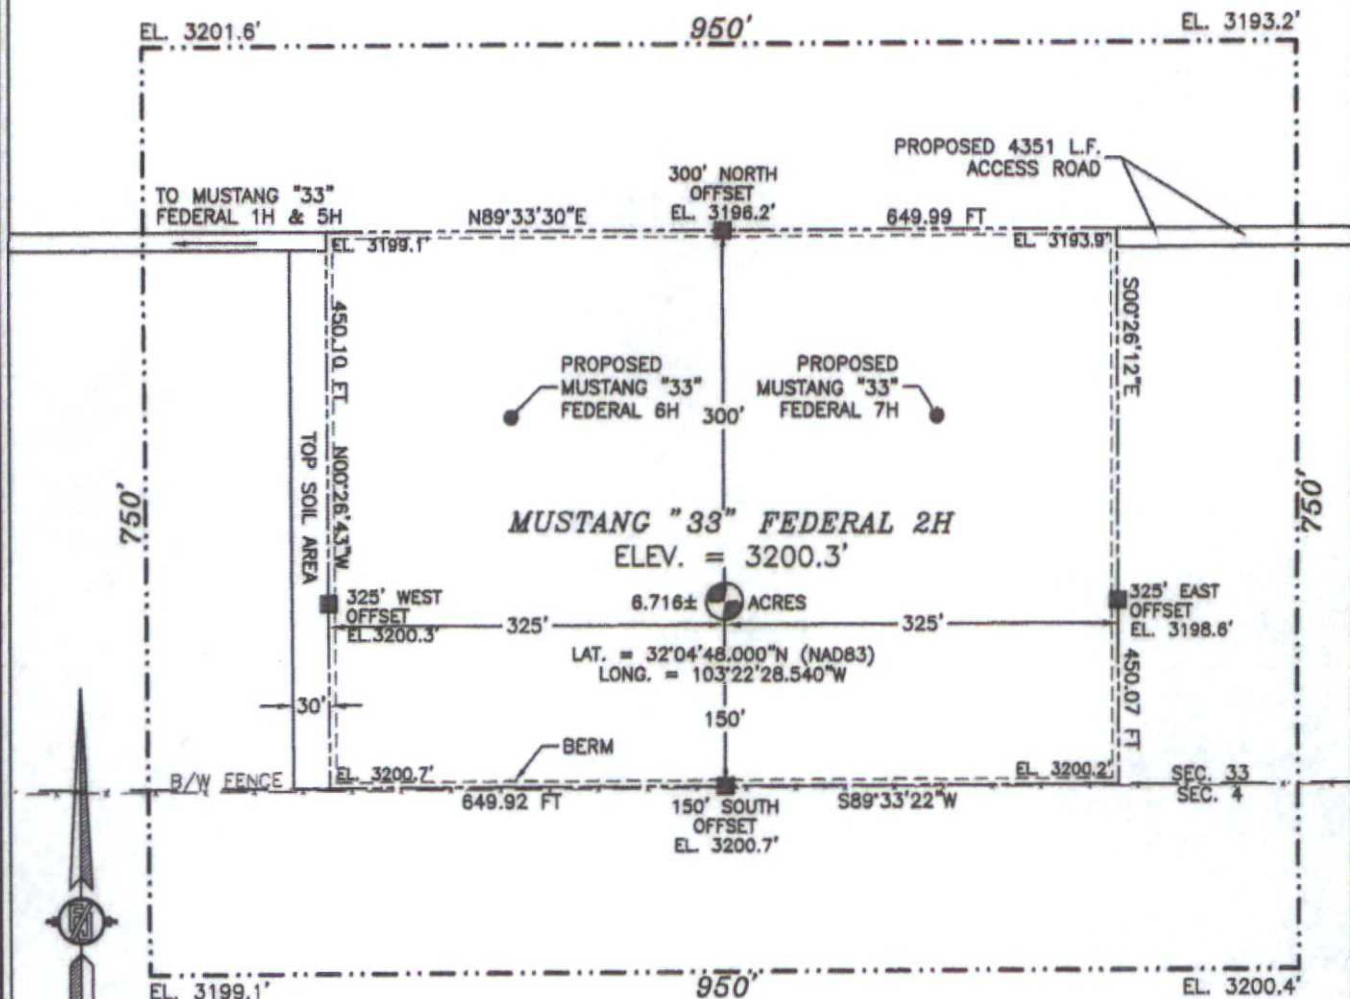 EL. 3201.6'
950'
EL. 3193.2'
PROPOSED 4351 L.F.
ACCESS ROAD
300' NORTH
OFFSET
EL. 3196.2'
TO MUSTANG "33"
FEDERAL 1H & 5H
N89°33'30"E
649.99 FT
EL. 3199.1'
EL. 3193.9'
450.10 FT
N00°26'43"W
TOP SOIL AREA
S00°26'12"E
450.07 FT
PROPOSED
MUSTANG "33"
FEDERAL 6H
300'
PROPOSED
MUSTANG "33"
FEDERAL 7H
750'
750'
MUSTANG "33" FEDERAL 2H
ELEV. = 3200.3'
6.716± ACRES
325' WEST
OFFSET
EL.3200.3'
325'
325'
325' EAST
OFFSET
EL. 3198.6'
LAT. = 32°04'48.000"N (NAD83)
LONG. = 103°22'28.540"W
30'
150'
BERM
B/W FENCE
EL. 3200.7'
EL. 3200.2'
SEC. 33
SEC. 4
649.92 FT
S89°33'22"W
150' SOUTH
OFFSET
EL. 3200.7'
EL. 3199.1'
950'
EL. 3200.4'